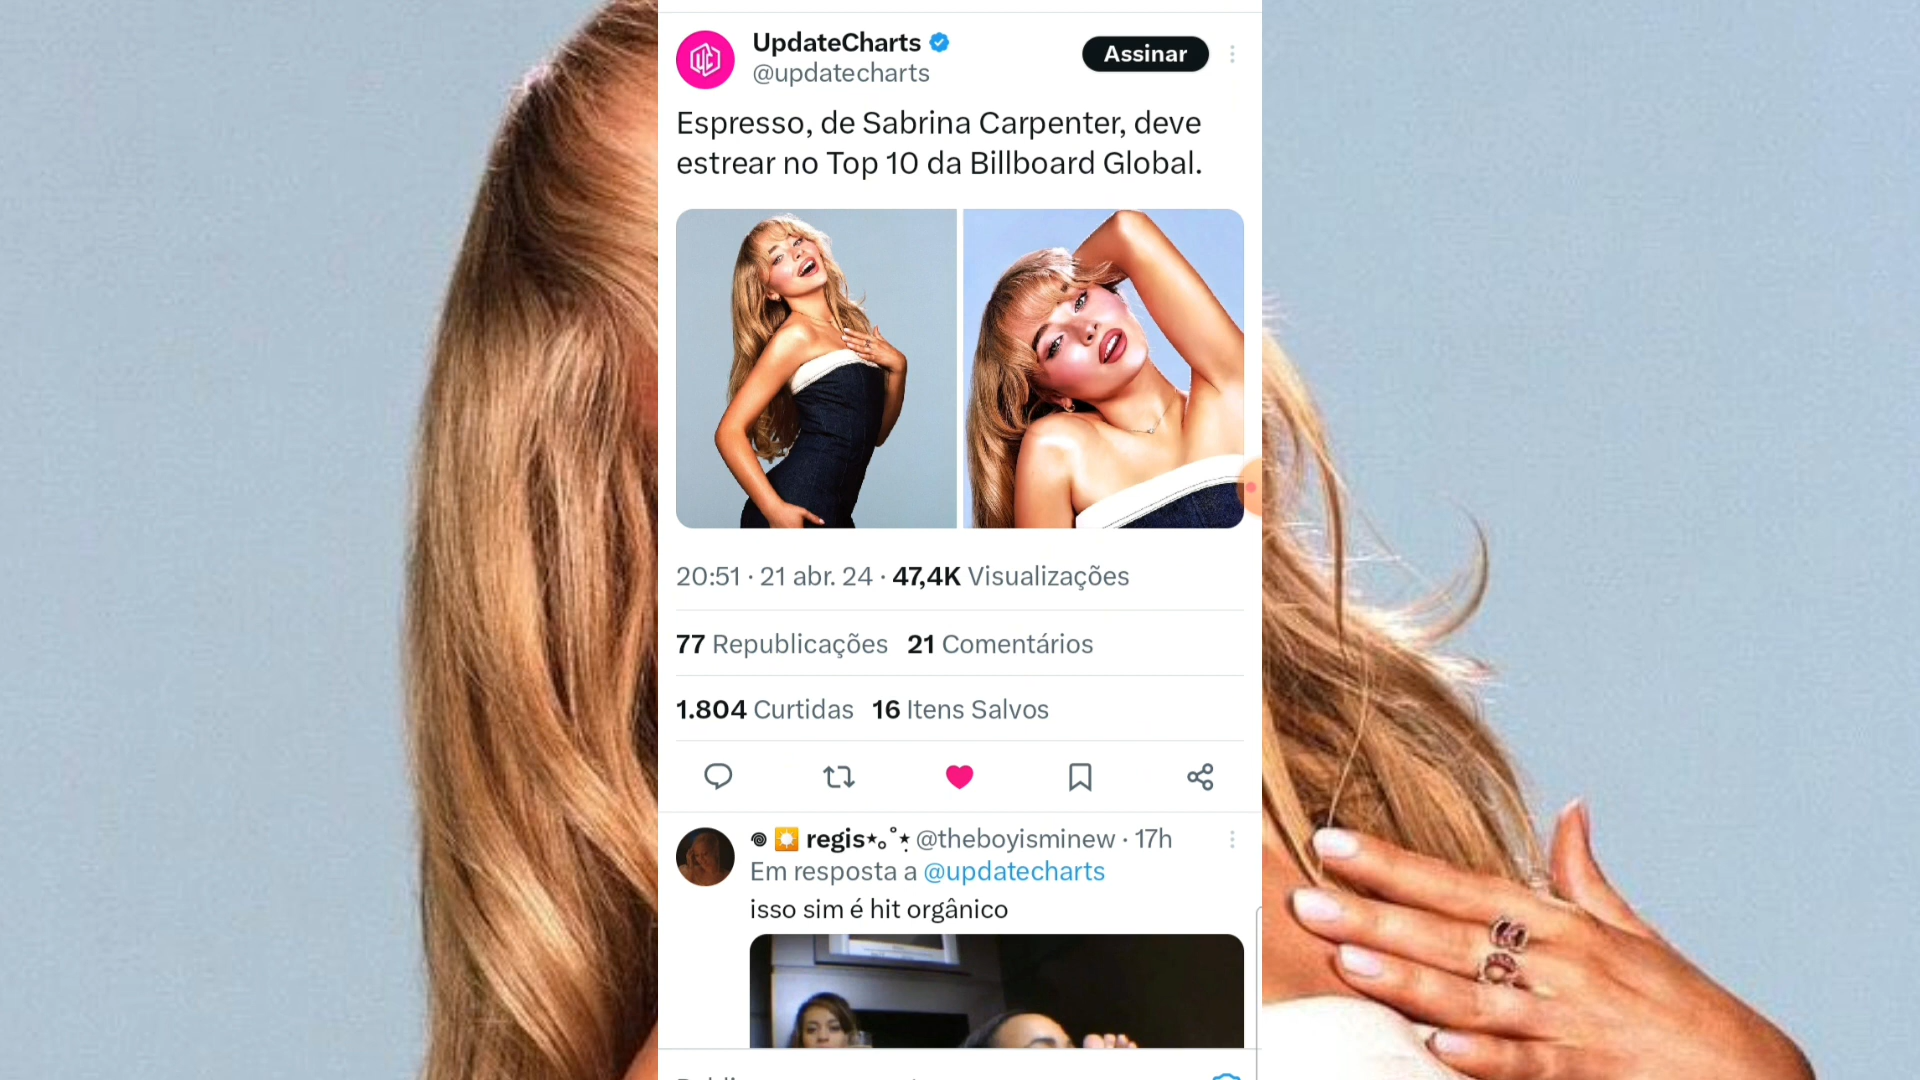 UpdateCharts
@updatecharts
Assinar
Espresso, de Sabrina Carpenter, deve
estrear no Top 10 da Billboard Global.
20:51 · 21 abr. 24 · 47,4K Visualizações
77 Republicações 21 Comentários
1.804 Curtidas 16 Itens Salvos
regis⋆｡˚⋆ @theboyisminew · 17h
Em resposta a @updatecharts
isso sim é hit orgânico